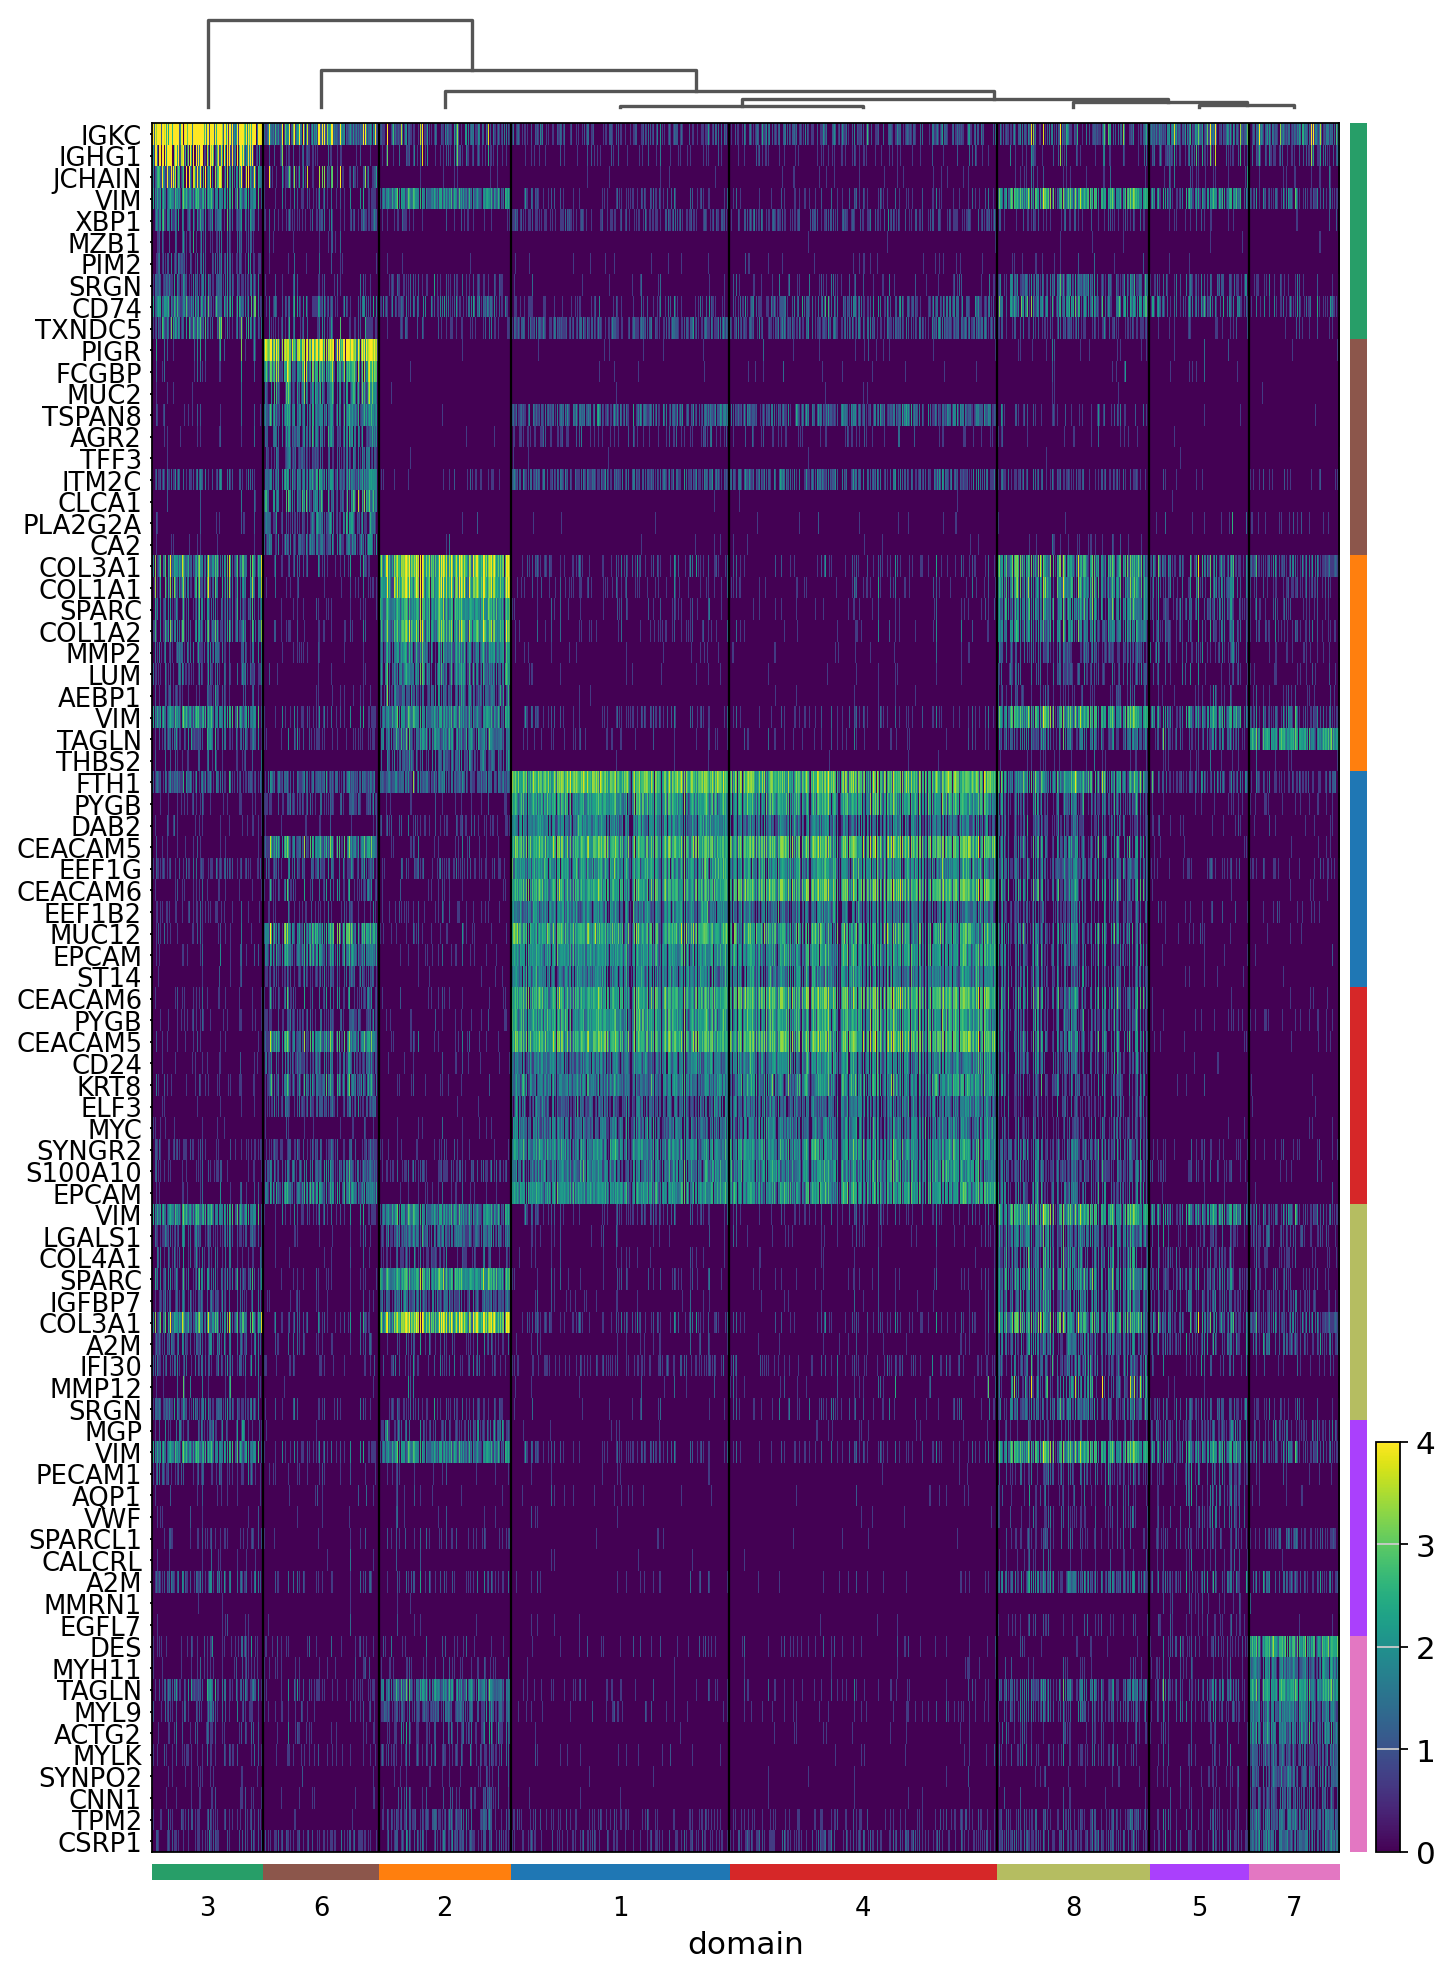 IGKC
IGHG1
JCHAIN
VIM
XBP1
MZB1
PIM2
SRGN
CD74
TXNDC5
PIGR
FCGBP
MUC2
TSPAN8
AGR2
TFF3
ITM2C
CLCA1
PLA2G2A
CA2
COL3A1
COL1A1
SPARC
COL1A2
MMP2
LUM
AEBP1
VIM
TAGLN
THBS2
FTH1
PYGB
DAB2
CEACAM5
EEF1G
CEACAM6
EEF1B2
MUC12
EPCAM
ST14
CEACAM6
PYGB
CEACAM5
CD24
KRT8
ELF3
MYC
SYNGR2
S100A10
EPCAM
VIM
LGALS1
COL4A1
SPARC
IGFBP7
COL3A1
A2M
IFI30
MMP12
SRGN
MGP
VIM
PECAM1
AQP1
VWF
SPARCL1
CALCRL
A2M
MMRN1
EGFL7
DES
MYH11
TAGLN
MYL9
ACTG2
MYLK
SYNPO2
CNN1
TPM2
CSRP1
4
3
2
1
0
3 6 2 1 4 8 5 7
domain